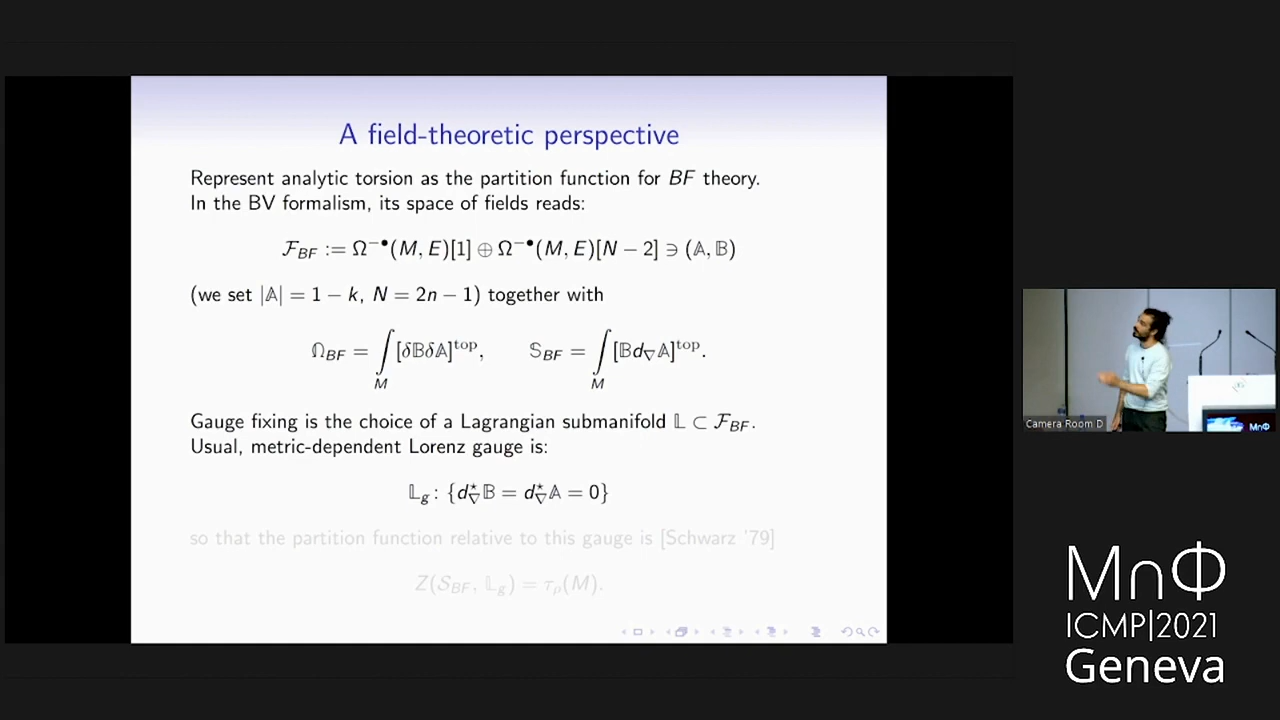 A field-theoretic perspective
Represent analytic torsion as the partition function for BF theory.
In the BV formalism, its space of fields reads:
𝓕_BF := Ω^{-•}(M, E)[1] ⊕ Ω^{-•}(M, E)[N − 2] ∋ (𝔸, 𝔹)
(we set |𝔸| = 1 − k, N = 2n − 1) together with
Ω_BF = ∫_M [δ𝔹δ𝔸]^top, 𝕊_BF = ∫_M [𝔹d_∇𝔸]^top.
Gauge fixing is the choice of a Lagrangian submanifold 𝕃 ⊂ 𝓕_BF.
Usual, metric-dependent Lorenz gauge is:
𝕃_g : {d*_∇𝔹 = d*_∇𝔸 = 0}
so that the partition function relative to this gauge is [Schwarz '79]
Z(𝒮_BF, 𝕃_g) = τ_ρ(M).
Camera Room D
MnΦ
M∩Φ
ICMP|2021
Geneva